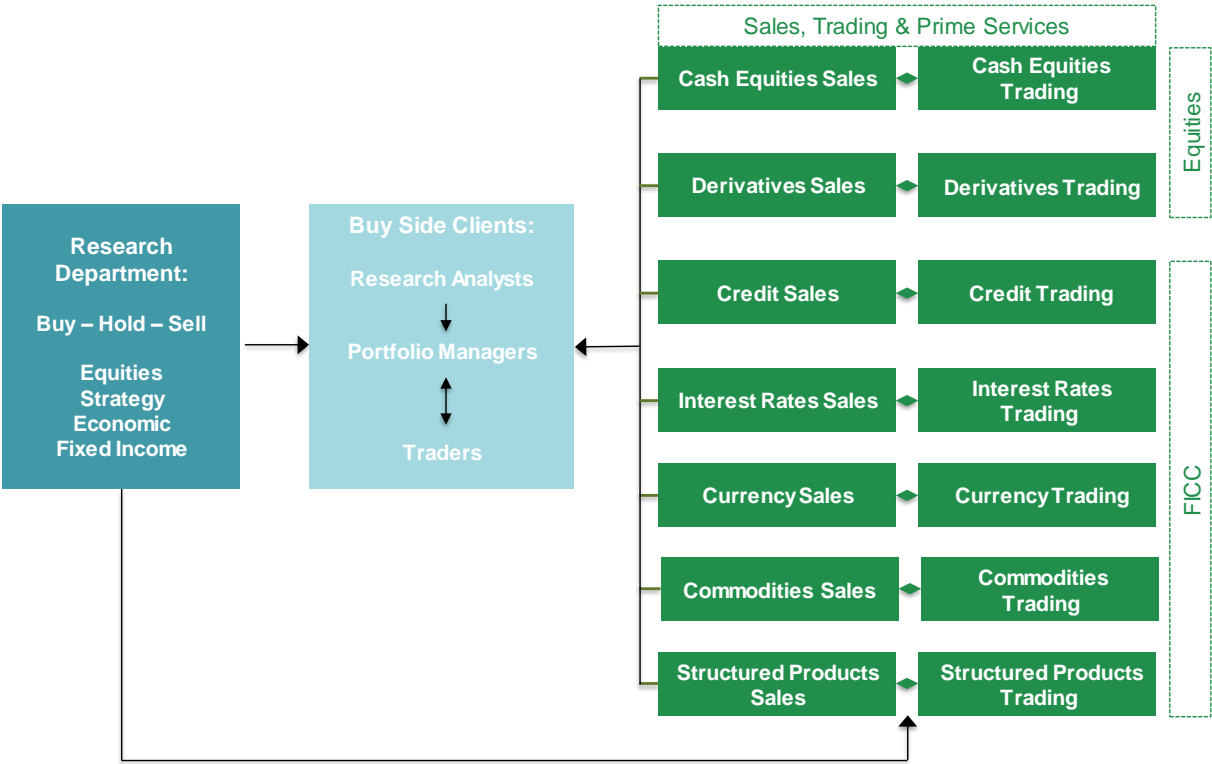 Sales, Trading & Prime Services
Cash Equities Sales
Cash Equities
Trading
Equities
Derivatives Sales
Derivatives Trading
Research
Department:
Buy – Hold – Sell
Equities
Strategy
Economic
Fixed Income
Buy Side Clients:
Research Analysts
Portfolio Managers
Traders
Credit Sales
Credit Trading
Interest Rates Sales
Interest Rates
Trading
FICC
Currency Sales
Currency Trading
Commodities Sales
Commodities
Trading
Structured Products
Sales
Structured Products
Trading